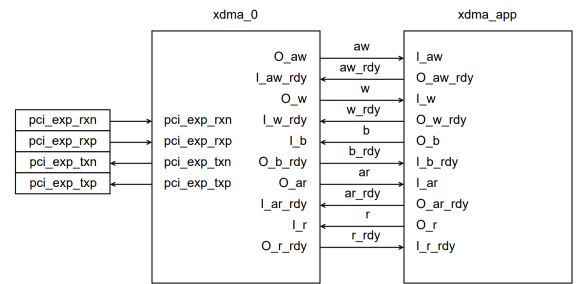 xdma_0 xdma_app
aw
O_aw I_aw
aw_rdy
I_aw_rdy O_aw_rdy
w
O_w I_w
w_rdy
pci_exp_rxn pci_exp_rxn I_w_rdy O_w_rdy
b
pci_exp_rxp pci_exp_rxp I_b O_b
b_rdy
pci_exp_txn pci_exp_txn O_b_rdy I_b_rdy
ar
pci_exp_txp pci_exp_txp O_ar I_ar
ar_rdy
I_ar_rdy O_ar_rdy
r
I_r O_r
r_rdy
O_r_rdy I_r_rdy